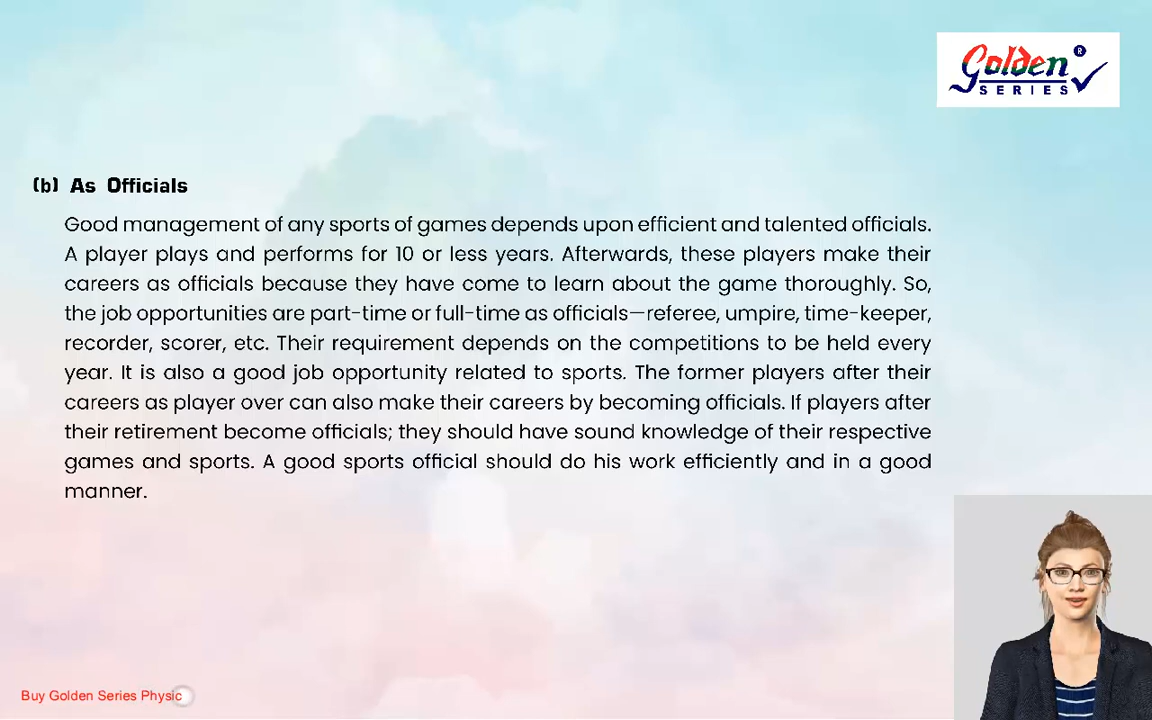 Golden®
SERIES
(b) As Officials
Good management of any sports of games depends upon efficient and talented officials.
A player plays and performs for 10 or less years. Afterwards, these players make their
careers as officials because they have come to learn about the game thoroughly. So,
the job opportunities are part-time or full-time as officials—referee, umpire, time-keeper,
recorder, scorer, etc. Their requirement depends on the competitions to be held every
year. It is also a good job opportunity related to sports. The former players after their
careers as player over can also make their careers by becoming officials. If players after
their retirement become officials; they should have sound knowledge of their respective
games and sports. A good sports official should do his work efficiently and in a good
manner.
Buy Golden Series Physic